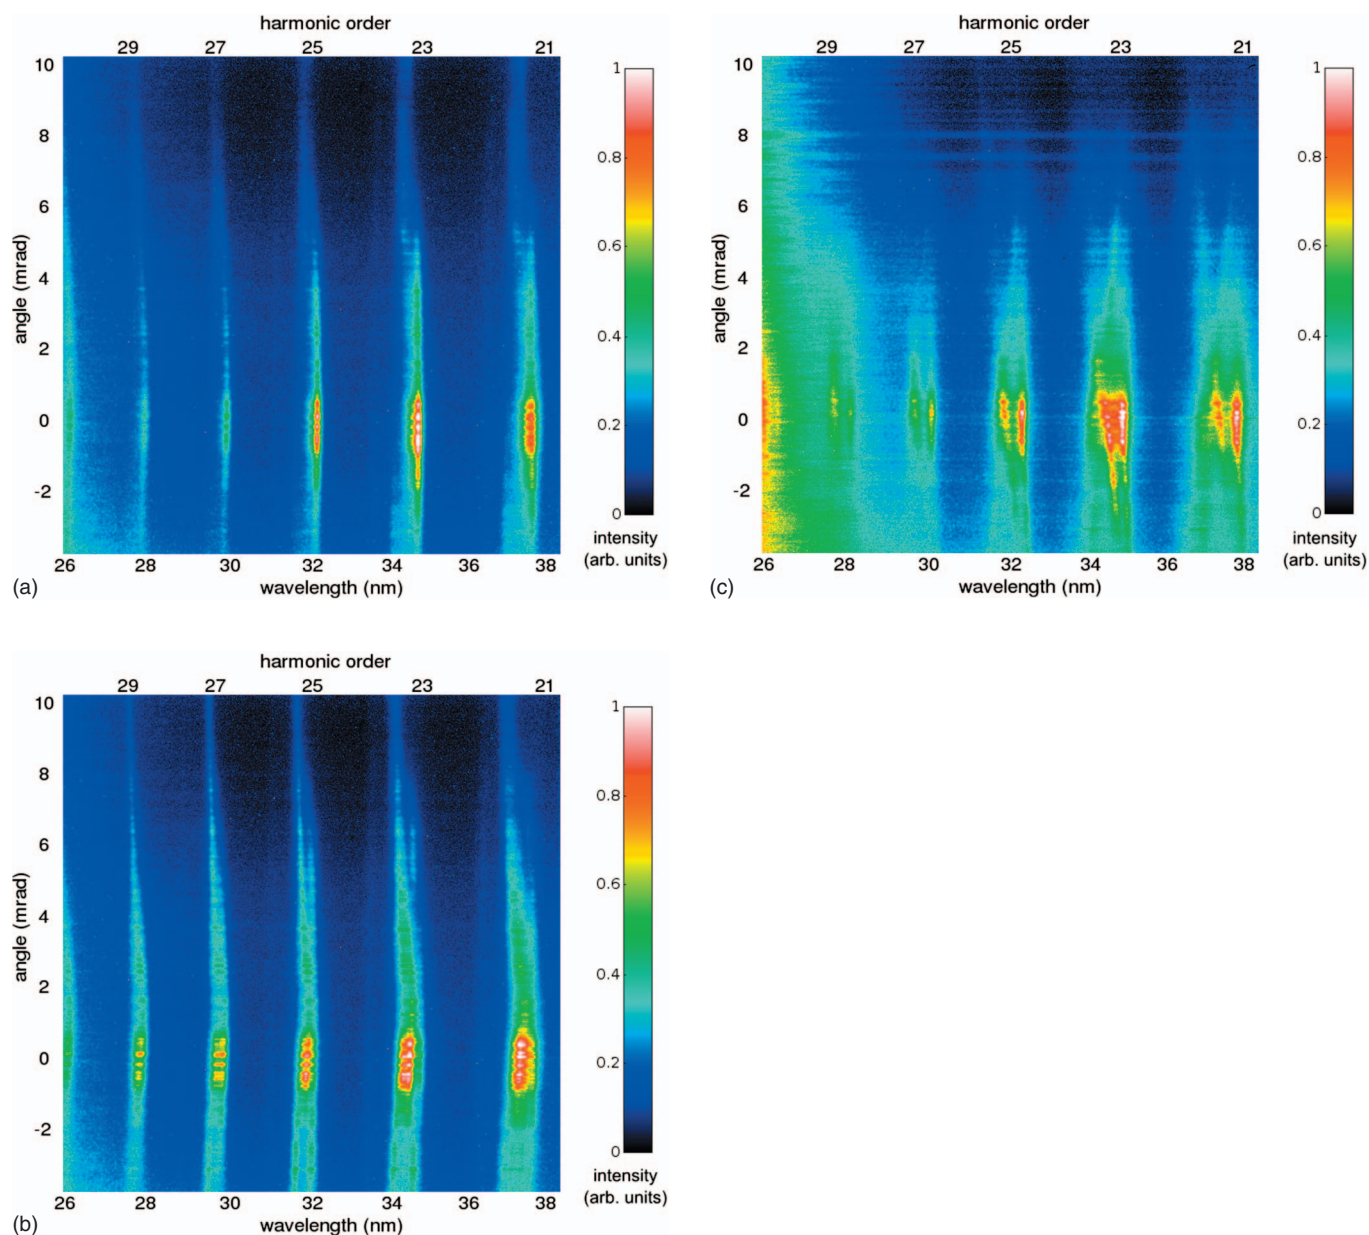 harmonic order
29 27 25 23 21
10
8
6
4
2
0
-2
angle (mrad)
26 28 30 32 34 36 38
wavelength (nm)
1
0.8
0.6
0.4
0.2
0
intensity
(arb. units)
(a)
harmonic order
29 27 25 23 21
10
8
6
4
2
0
-2
angle (mrad)
26 28 30 32 34 36 38
wavelength (nm)
1
0.8
0.6
0.4
0.2
0
intensity
(arb. units)
(c)
harmonic order
29 27 25 23 21
10
8
6
4
2
0
-2
angle (mrad)
26 28 30 32 34 36 38
wavelength (nm)
1
0.8
0.6
0.4
0.2
0
intensity
(arb. units)
(b)